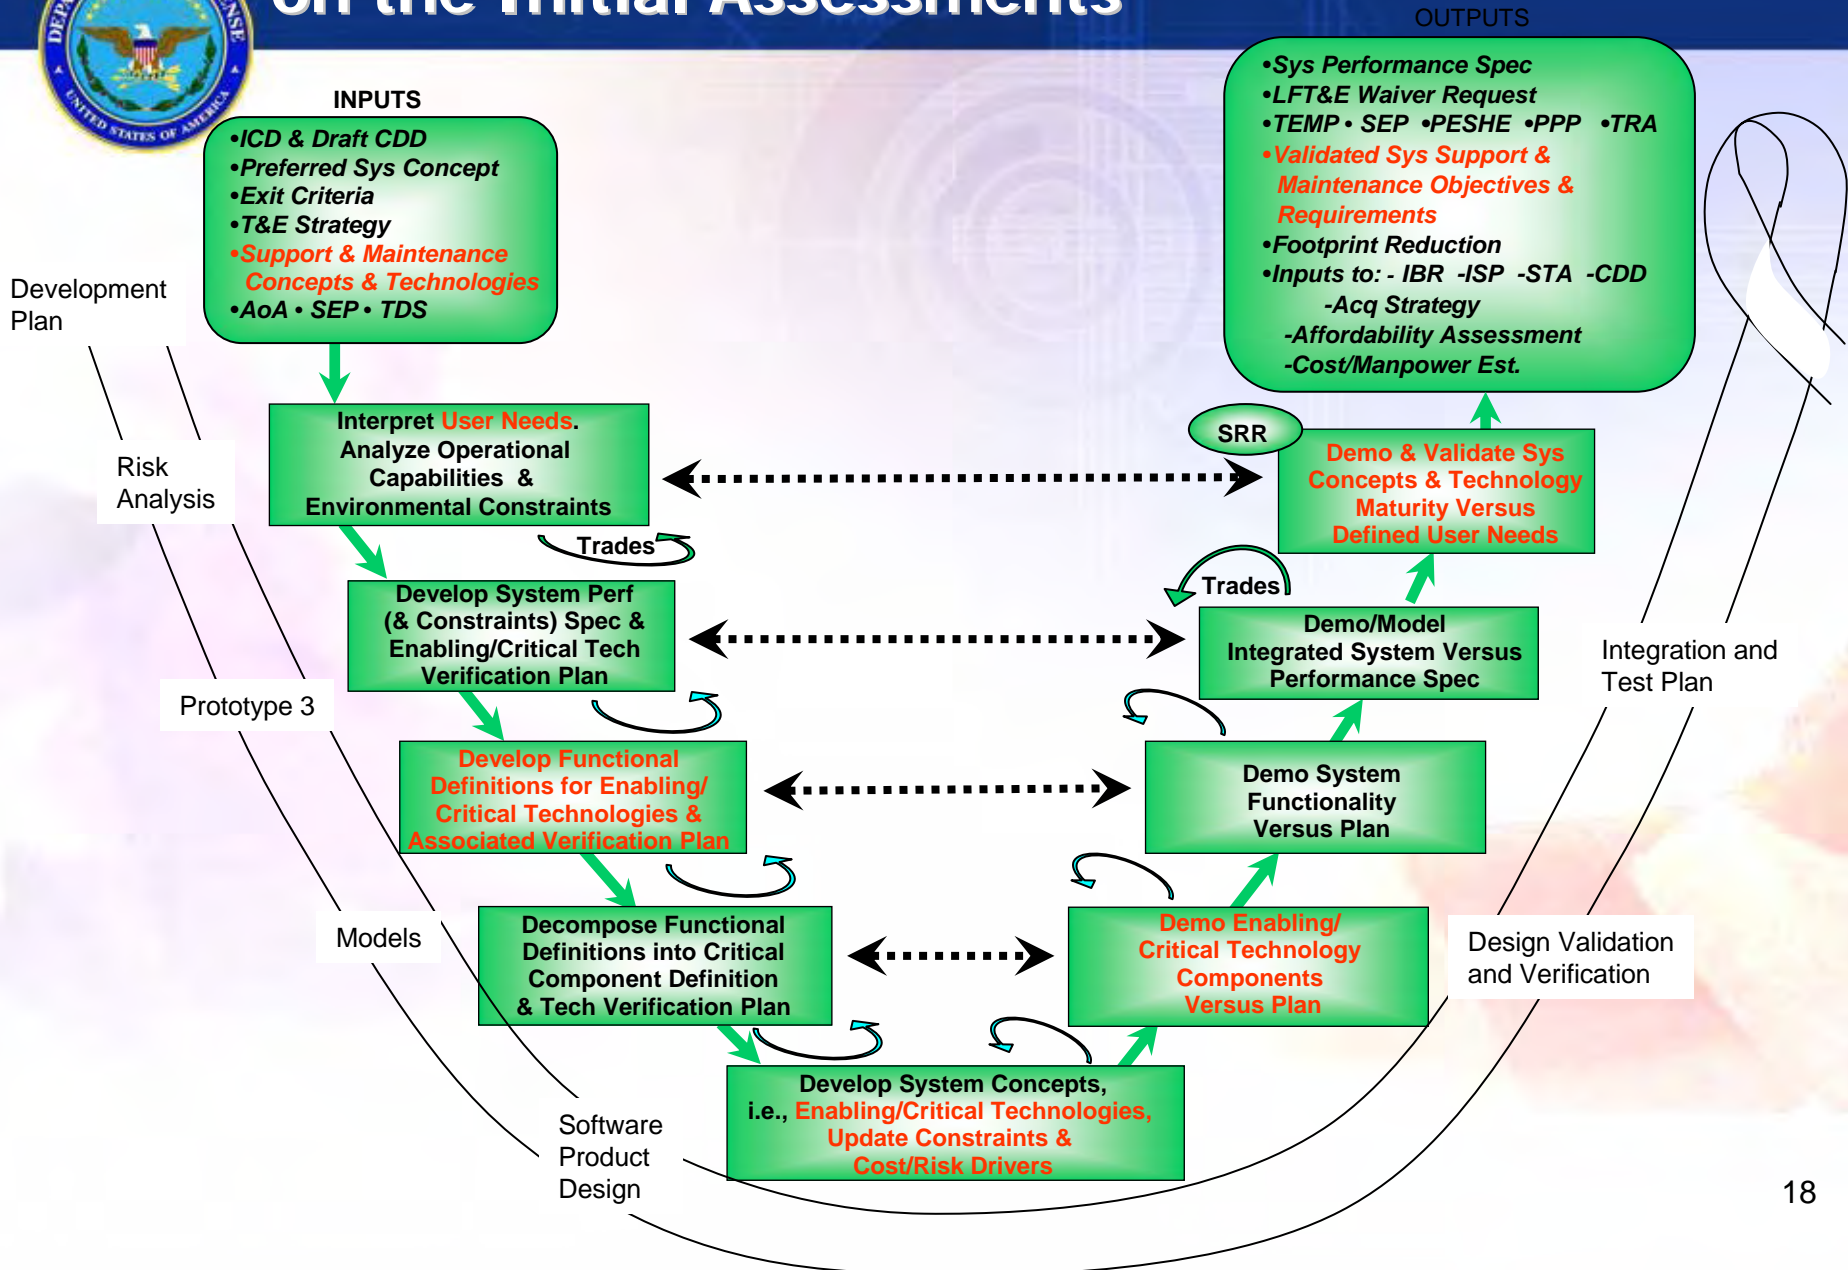 on the Initial Assessments
UNITED STATES OF AMERICA
INPUTS
•ICD & Draft CDD
•Preferred Sys Concept
•Exit Criteria
•T&E Strategy
•Support & Maintenance
Concepts & Technologies
•AoA • SEP • TDS
OUTPUTS
•Sys Performance Spec
•LFT&E Waiver Request
•TEMP • SEP •PESHE •PPP •TRA
•Validated Sys Support &
Maintenance Objectives &
Requirements
•Footprint Reduction
•Inputs to: - IBR -ISP -STA -CDD
-Acq Strategy
-Affordability Assessment
-Cost/Manpower Est.
Development
Plan
Risk
Analysis
Prototype 3
Models
Software
Product
Design
Interpret User Needs.
Analyze Operational
Capabilities &
Environmental Constraints
Trades
Develop System Perf
(& Constraints) Spec &
Enabling/Critical Tech
Verification Plan
Develop Functional
Definitions for Enabling/
Critical Technologies &
Associated Verification Plan
Decompose Functional
Definitions into Critical
Component Definition
& Tech Verification Plan
Develop System Concepts,
i.e., Enabling/Critical Technologies,
Update Constraints &
Cost/Risk Drivers
SRR
Demo & Validate Sys
Concepts & Technology
Maturity Versus
Defined User Needs
Trades
Demo/Model
Integrated System Versus
Performance Spec
Demo System
Functionality
Versus Plan
Demo Enabling/
Critical Technology
Components
Versus Plan
Integration and
Test Plan
Design Validation
and Verification
18